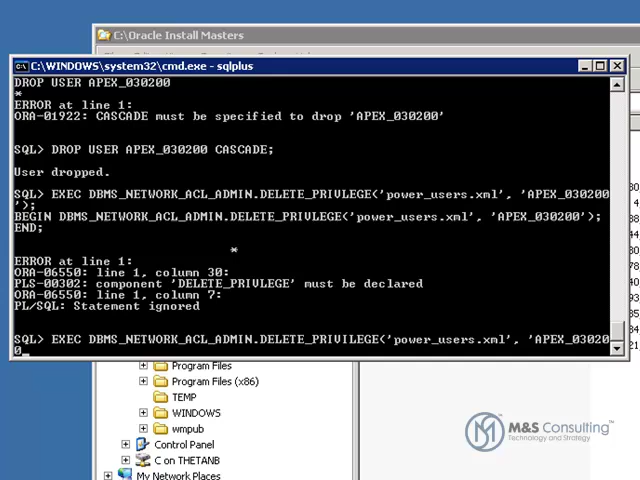 C:\Oracle Install Masters
C:\WINDOWS\system32\cmd.exe - sqlplus
DROP USER APEX_030200
*
ERROR at line 1:
ORA-01922: CASCADE must be specified to drop 'APEX_030200'
SQL> DROP USER APEX_030200 CASCADE;
User dropped.
SQL> EXEC DBMS_NETWORK_ACL_ADMIN.DELETE_PRIVLEGE('power_users.xml', 'APEX_030200
');
BEGIN DBMS_NETWORK_ACL_ADMIN.DELETE_PRIVLEGE('power_users.xml', 'APEX_030200');
END;
*
ERROR at line 1:
ORA-06550: line 1, column 30:
PLS-00302: component 'DELETE_PRIVLEGE' must be declared
ORA-06550: line 1, column 7:
PL/SQL: Statement ignored
SQL> EXEC DBMS_NETWORK_ACL_ADMIN.DELETE_PRIVILEGE('power_users.xml', 'APEX_03020
0_
Program Files
Program Files (x86)
TEMP
WINDOWS
wmpub
Control Panel
C on THETANB
My Network Places
M&S Consulting™
Technology and Strategy